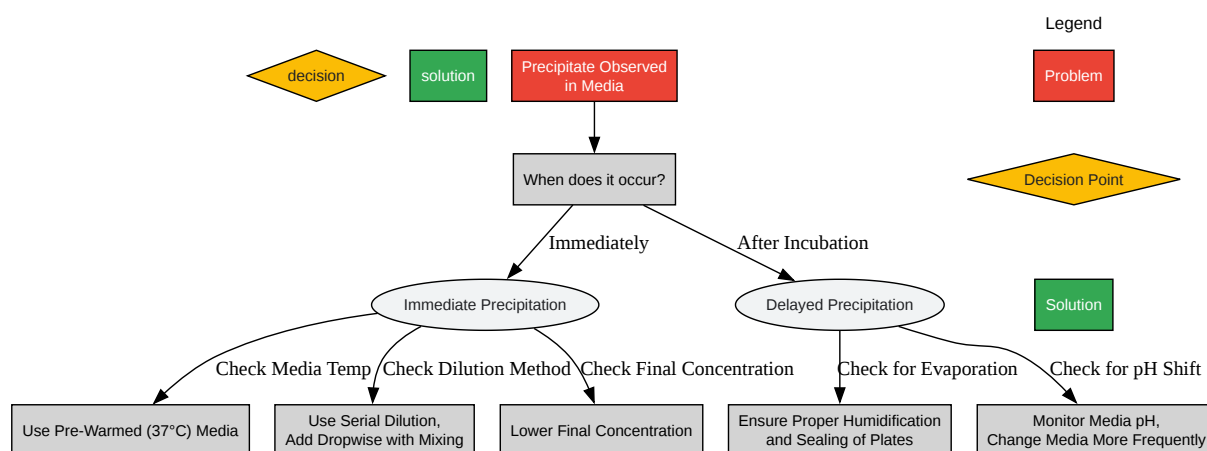 Legend
decision
solution
Precipitate Observed
in Media
Problem
When does it occur?
Decision Point
Immediately
After Incubation
Immediate Precipitation
Delayed Precipitation
Solution
Check Media Temp
Check Dilution Method
Check Final Concentration
Check for Evaporation
Check for pH Shift
Use Pre-Warmed (37°C) Media
Use Serial Dilution,
Add Dropwise with Mixing
Lower Final Concentration
Ensure Proper Humidification
and Sealing of Plates
Monitor Media pH,
Change Media More Frequently